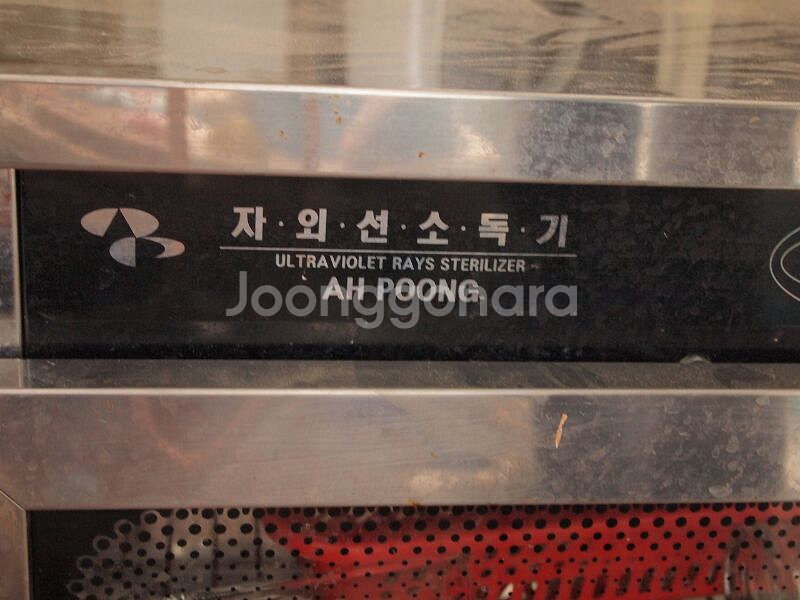 자·외·선·소·독·기
ULTRAVIOLET RAYS STERILIZER
AH POONG
Joonggonara